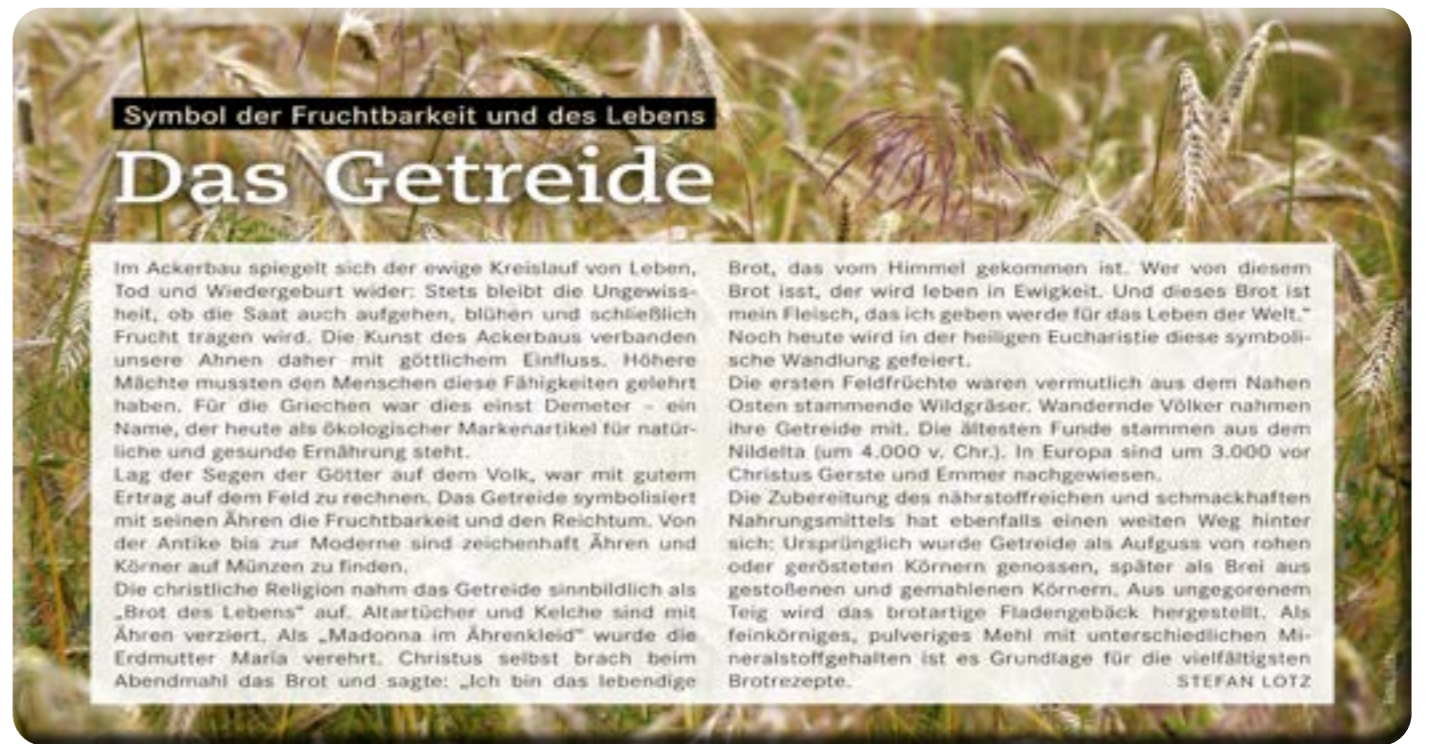 Symbol der Fruchtbarkeit und des Lebens
Das Getreide
Im Ackerbau spiegelt sich der ewige Kreislauf von Leben,
Tod und Wiedergeburt wider: Stets bleibt die Ungewiss-
heit, ob die Saat auch aufgehen, blühen und schließlich
Frucht tragen wird. Die Kunst des Ackerbaus verbanden
unsere Ahnen daher mit göttlichem Einfluss. Höhere
Mächte mussten den Menschen diese Fähigkeiten gelehrt
haben. Für die Griechen war dies einst Demeter – ein
Name, der heute als ökologischer Markenartikel für natür-
liche und gesunde Ernährung steht.
Lag der Segen der Götter auf dem Volk, war mit gutem
Ertrag auf dem Feld zu rechnen. Das Getreide symbolisiert
mit seinen Ähren die Fruchtbarkeit und den Reichtum. Von
der Antike bis zur Moderne sind zeichenhaft Ähren und
Körner auf Münzen zu finden.
Die christliche Religion nahm das Getreide sinnbildlich als
„Brot des Lebens“ auf. Altartücher und Kelche sind mit
Ähren verziert. Als „Madonna im Ährenkleid“ wurde die
Erdmutter Maria verehrt. Christus selbst brach beim
Abendmahl das Brot und sagte: „Ich bin das lebendige
Brot, das vom Himmel gekommen ist. Wer von diesem
Brot isst, der wird leben in Ewigkeit. Und dieses Brot ist
mein Fleisch, das ich geben werde für das Leben der Welt.“
Noch heute wird in der heiligen Eucharistie diese symboli-
sche Wandlung gefeiert.
Die ersten Feldfrüchte waren vermutlich aus dem Nahen
Osten stammende Wildgräser. Wandernde Völker nahmen
ihre Getreide mit. Die ältesten Funde stammen aus dem
Nildelta (um 4.000 v. Chr.). In Europa sind um 3.000 vor
Christus Gerste und Emmer nachgewiesen.
Die Zubereitung des nährstoffreichen und schmackhaften
Nahrungsmittels hat ebenfalls einen weiten Weg hinter
sich: Ursprünglich wurde Getreide als Aufguss von rohen
oder gerösteten Körnern genossen, später als Brei aus
gestoßenen und gemahlenen Körnern. Aus ungegorenem
Teig wird das brotartige Fladengebäck hergestellt. Als
feinkörniges, pulveriges Mehl mit unterschiedlichen Mi-
neralstoffgehalten ist es Grundlage für die vielfältigsten
Brotrezepte. STEFAN LOTZ